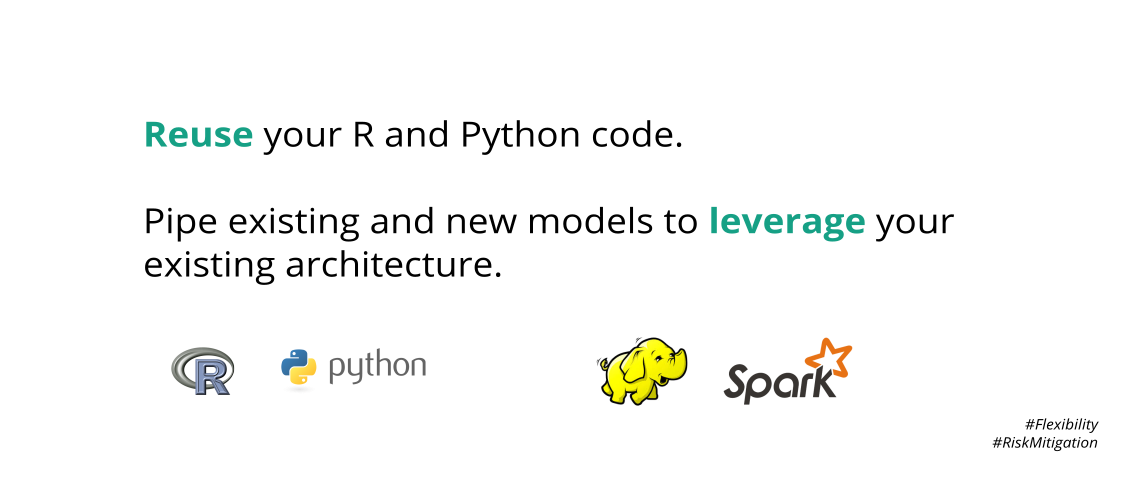 Reuse your R and Python code.
Pipe existing and new models to leverage your
existing architecture.
R
python
Spark
#Flexibility
#RiskMitigation